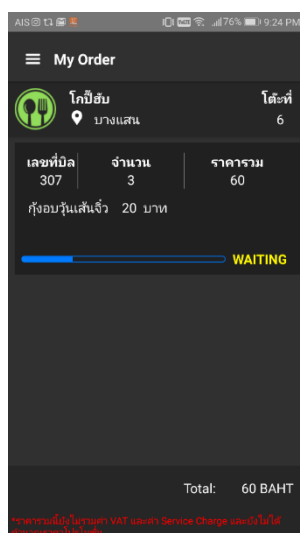 AIS 76% 9:24 PM
My Order
โกปี๊ฮับ โต๊ะที่
บางแสน 6
เลขที่บิล จำนวน ราคารวม
307 3 60
กุ้งอบวุ้นเส้นจิ๋ว 20 บาท
WAITING
Total: 60 BAHT
*ราคารวมนี้ยังไม่รวมค่า VAT และค่า Service Charge และยังไม่ได้